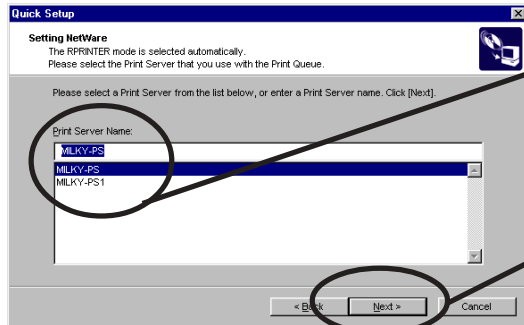 Quick Setup
Setting NetWare
The RPRINTER mode is selected automatically.
Please select the Print Server that you use with the Print Queue.
Please select a Print Server from the list below, or enter a Print Server name. Click [Next].
Print Server Name:
MILKY-PS
MILKY-PS
MILKY-PS1
< Back
Next >
Cancel